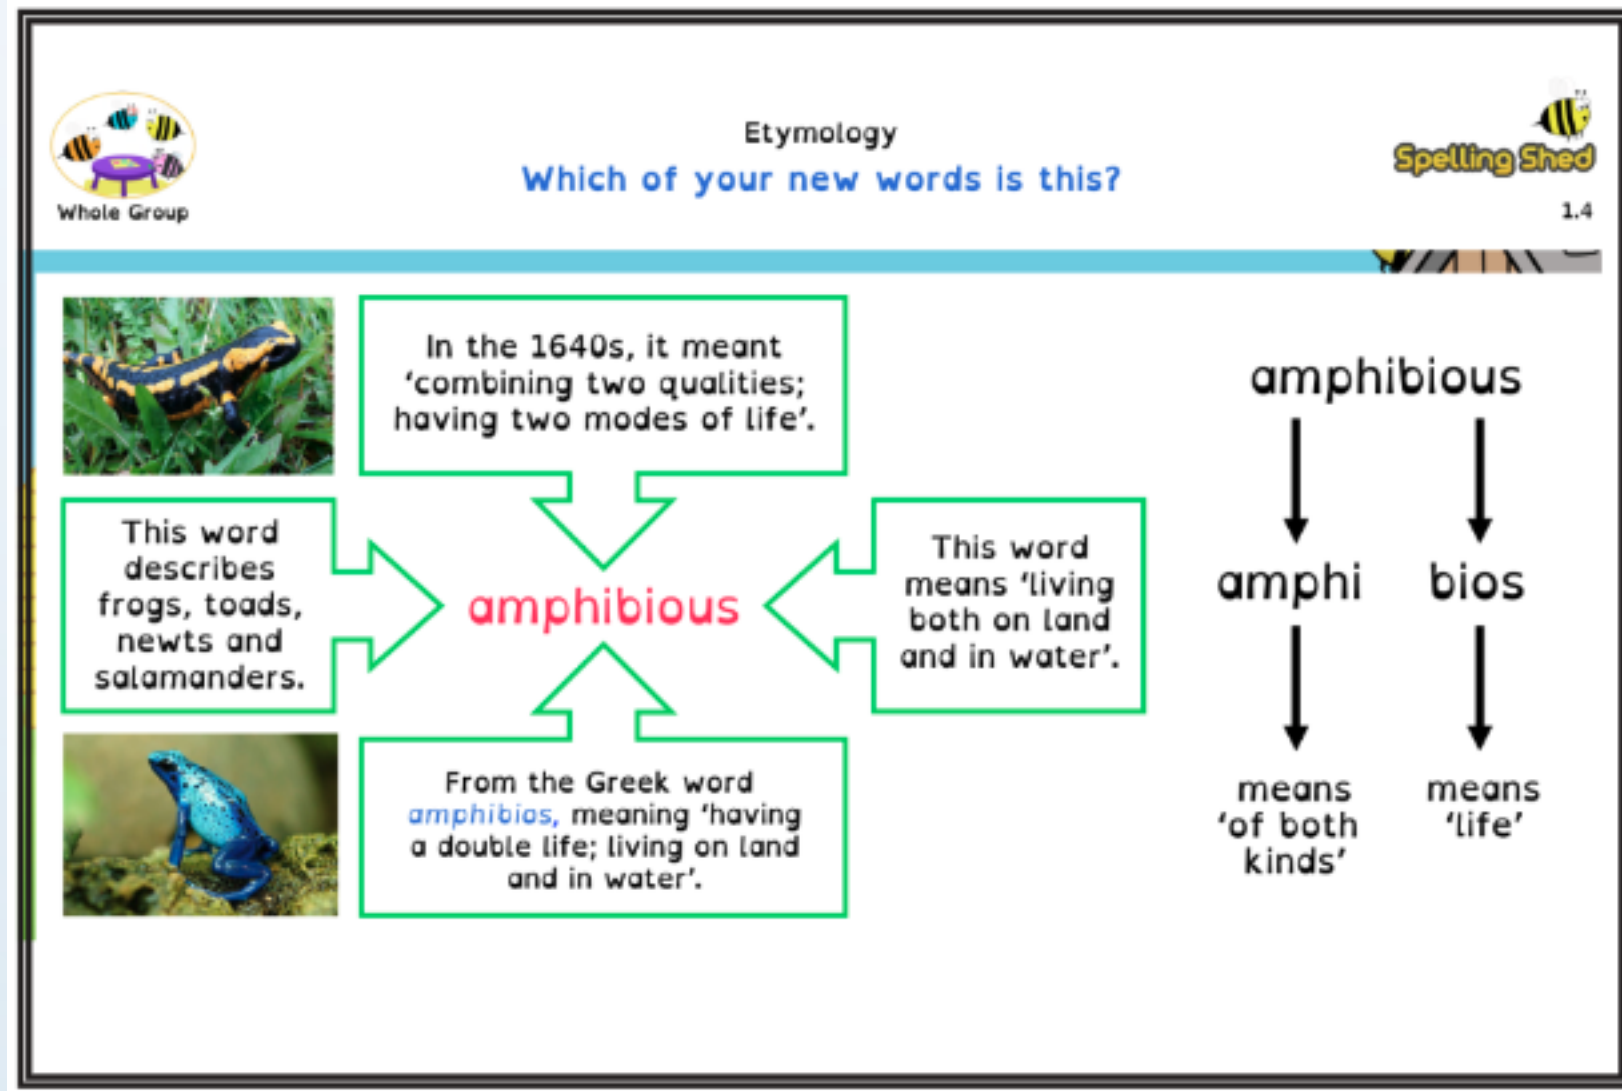 Etymology
Which of your new words is this?
Whole Group
Spelling Shed
1.4
In the 1640s, it meant
‘combining two qualities;
having two modes of life’.
This word
describes
frogs, toads,
newts and
salamanders.
amphibious
This word
means ‘living
both on land
and in water’.
From the Greek word
amphibios, meaning ‘having
a double life; living on land
and in water’.
amphibious
amphi bios
means
‘of both
kinds’
means
‘life’